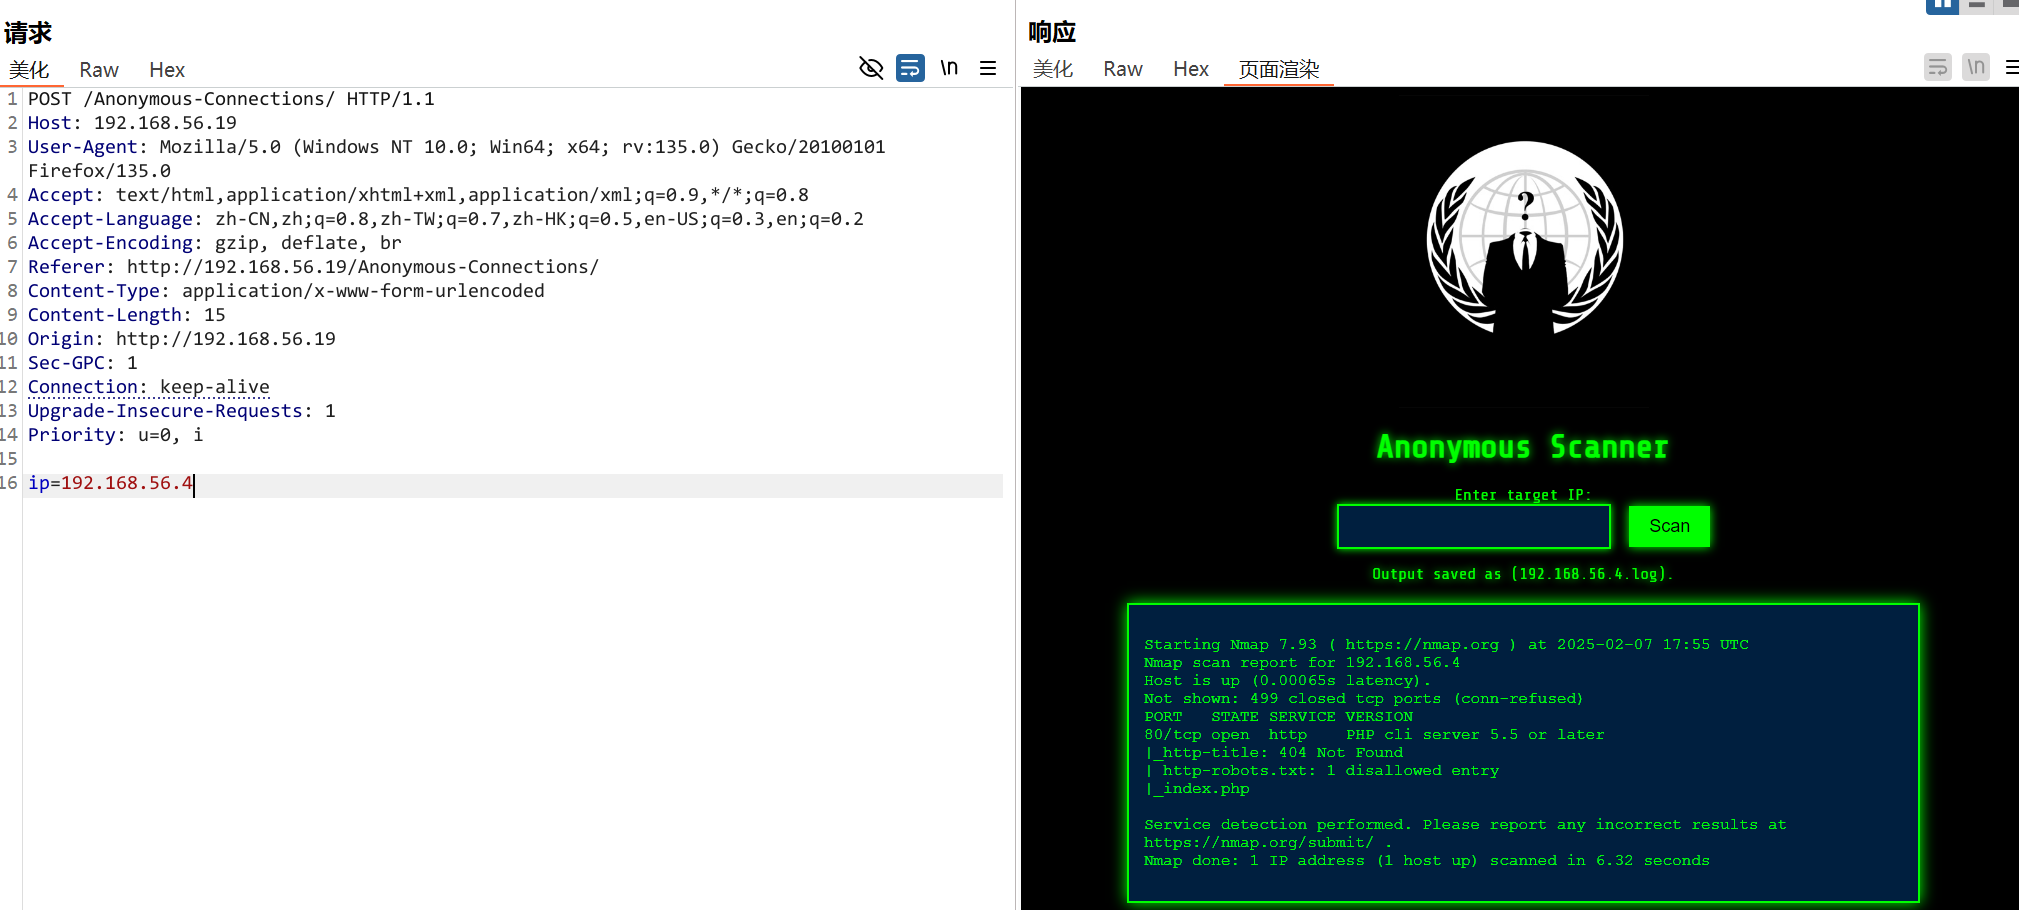 请求
美化 Raw Hex
\n
1 POST /Anonymous-Connections/ HTTP/1.1
2 Host: 192.168.56.19
3 User-Agent: Mozilla/5.0 (Windows NT 10.0; Win64; x64; rv:135.0) Gecko/20100101
Firefox/135.0
4 Accept: text/html,application/xhtml+xml,application/xml;q=0.9,*/*;q=0.8
5 Accept-Language: zh-CN,zh;q=0.8,zh-TW;q=0.7,zh-HK;q=0.5,en-US;q=0.3,en;q=0.2
6 Accept-Encoding: gzip, deflate, br
7 Referer: http://192.168.56.19/Anonymous-Connections/
8 Content-Type: application/x-www-form-urlencoded
9 Content-Length: 15
10 Origin: http://192.168.56.19
11 Sec-GPC: 1
12 Connection: keep-alive
13 Upgrade-Insecure-Requests: 1
14 Priority: u=0, i
15
16 ip=192.168.56.4
响应
美化 Raw Hex 页面渲染
\n
?
Anonymous Scanner
Enter target IP:
Scan
Output saved as (192.168.56.4.log).
Starting Nmap 7.93 ( https://nmap.org ) at 2025-02-07 17:55 UTC
Nmap scan report for 192.168.56.4
Host is up (0.00065s latency).
Not shown: 499 closed tcp ports (conn-refused)
PORT   STATE SERVICE VERSION
80/tcp open  http    PHP cli server 5.5 or later
|_http-title: 404 Not Found
| http-robots.txt: 1 disallowed entry
|_index.php
Service detection performed. Please report any incorrect results at
https://nmap.org/submit/ .
Nmap done: 1 IP address (1 host up) scanned in 6.32 seconds